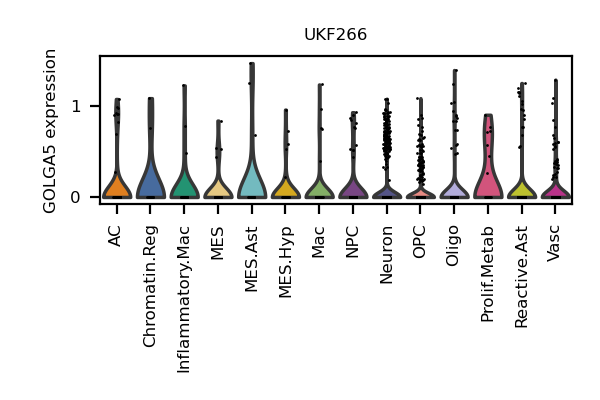 UKF266
GOLGA5 expression
1
0
AC
Chromatin.Reg
Inflammatory.Mac
MES
MES.Ast
MES.Hyp
Mac
NPC
Neuron
OPC
Oligo
Prolif.Metab
Reactive.Ast
Vasc